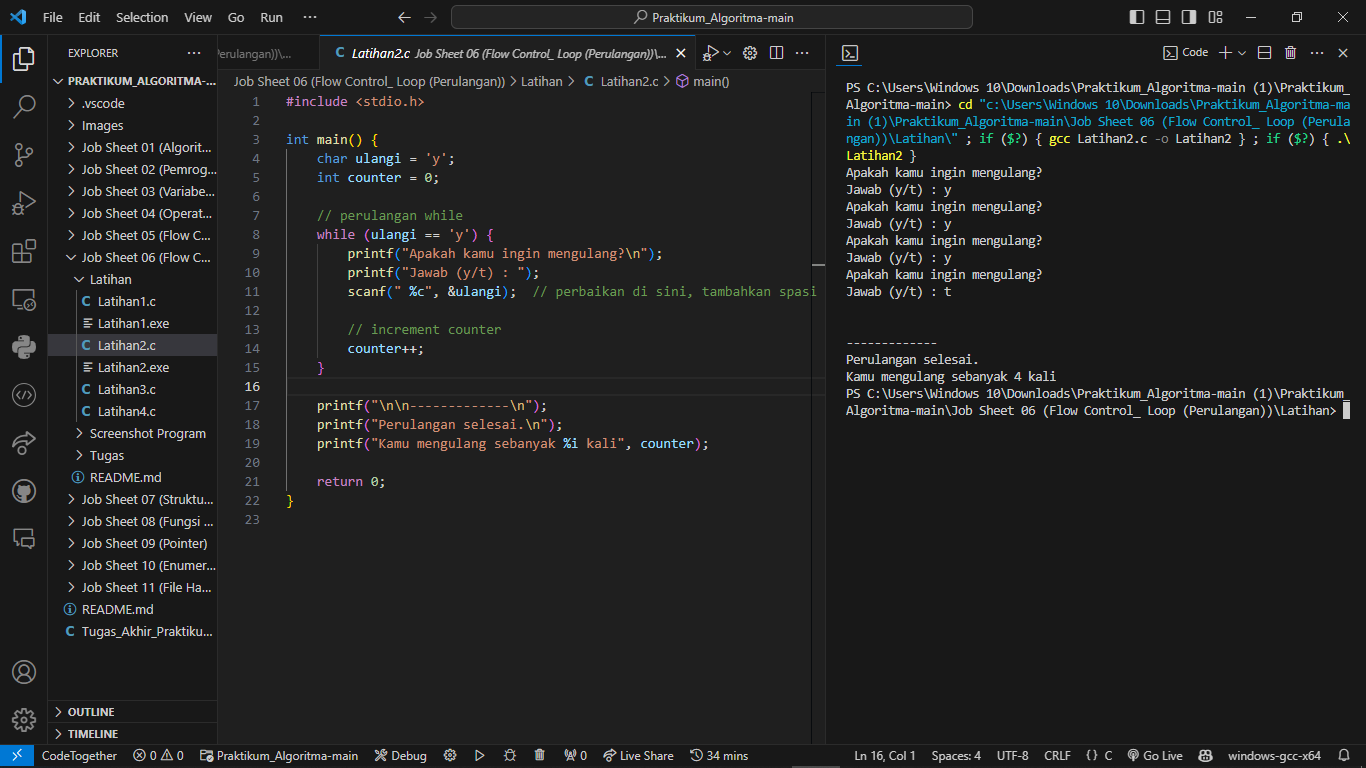 File Edit Selection View Go Run ··· Praktikum_Algoritma-main
EXPLORER ···
PRAKTIKUM_ALGORITMA-...
.vscode
Images
Job Sheet 01 (Algorit...
Job Sheet 02 (Pemrog...
Job Sheet 03 (Variabe...
Job Sheet 04 (Operat...
Job Sheet 05 (Flow C...
Job Sheet 06 (Flow C...
Latihan
C Latihan1.c
Latihan1.exe
C Latihan2.c
Latihan2.exe
C Latihan3.c
C Latihan4.c
Screenshot Program
Tugas
README.md
Job Sheet 07 (Struktu...
Job Sheet 08 (Fungsi ...
Job Sheet 09 (Pointer)
Job Sheet 10 (Enumer...
Job Sheet 11 (File Ha...
README.md
C Tugas_Akhir_Praktiku...
OUTLINE
TIMELINE
Perulangan))\... C Latihan2.c Job Sheet 06 (Flow Control_ Loop (Perulangan))\...
Job Sheet 06 (Flow Control_ Loop (Perulangan)) > Latihan > C Latihan2.c > main()
1 #include <stdio.h>
2
3 int main() {
4 char ulangi = 'y';
5 int counter = 0;
6
7 // perulangan while
8 while (ulangi == 'y') {
9 printf("Apakah kamu ingin mengulang?\n");
10 printf("Jawab (y/t) : ");
11 scanf(" %c", &ulangi);  // perbaikan di sini, tambahkan spasi
12
13 // increment counter
14 counter++;
15 }
16
17 printf("\n\n-------------\n");
18 printf("Perulangan selesai.\n");
19 printf("Kamu mengulang sebanyak %i kali", counter);
20
21 return 0;
22 }
23
Code
PS C:\Users\Windows 10\Downloads\Praktikum_Algoritma-main (1)\Praktikum_
Algoritma-main> cd "c:\Users\Windows 10\Downloads\Praktikum_Algoritma-ma
in (1)\Praktikum_Algoritma-main\Job Sheet 06 (Flow Control_ Loop (Perula
ngan))\Latihan\" ; if ($?) { gcc Latihan2.c -o Latihan2 } ; if ($?) { .\
Latihan2 }
Apakah kamu ingin mengulang?
Jawab (y/t) : y
Apakah kamu ingin mengulang?
Jawab (y/t) : y
Apakah kamu ingin mengulang?
Jawab (y/t) : y
Apakah kamu ingin mengulang?
Jawab (y/t) : t
-------------
Perulangan selesai.
Kamu mengulang sebanyak 4 kali
PS C:\Users\Windows 10\Downloads\Praktikum_Algoritma-main (1)\Praktikum_
Algoritma-main\Job Sheet 06 (Flow Control_ Loop (Perulangan))\Latihan>
CodeTogether 0 0 Praktikum_Algoritma-main Debug 0 Live Share 34 mins Ln 16, Col 1 Spaces: 4 UTF-8 CRLF {} C Go Live windows-gcc-x64